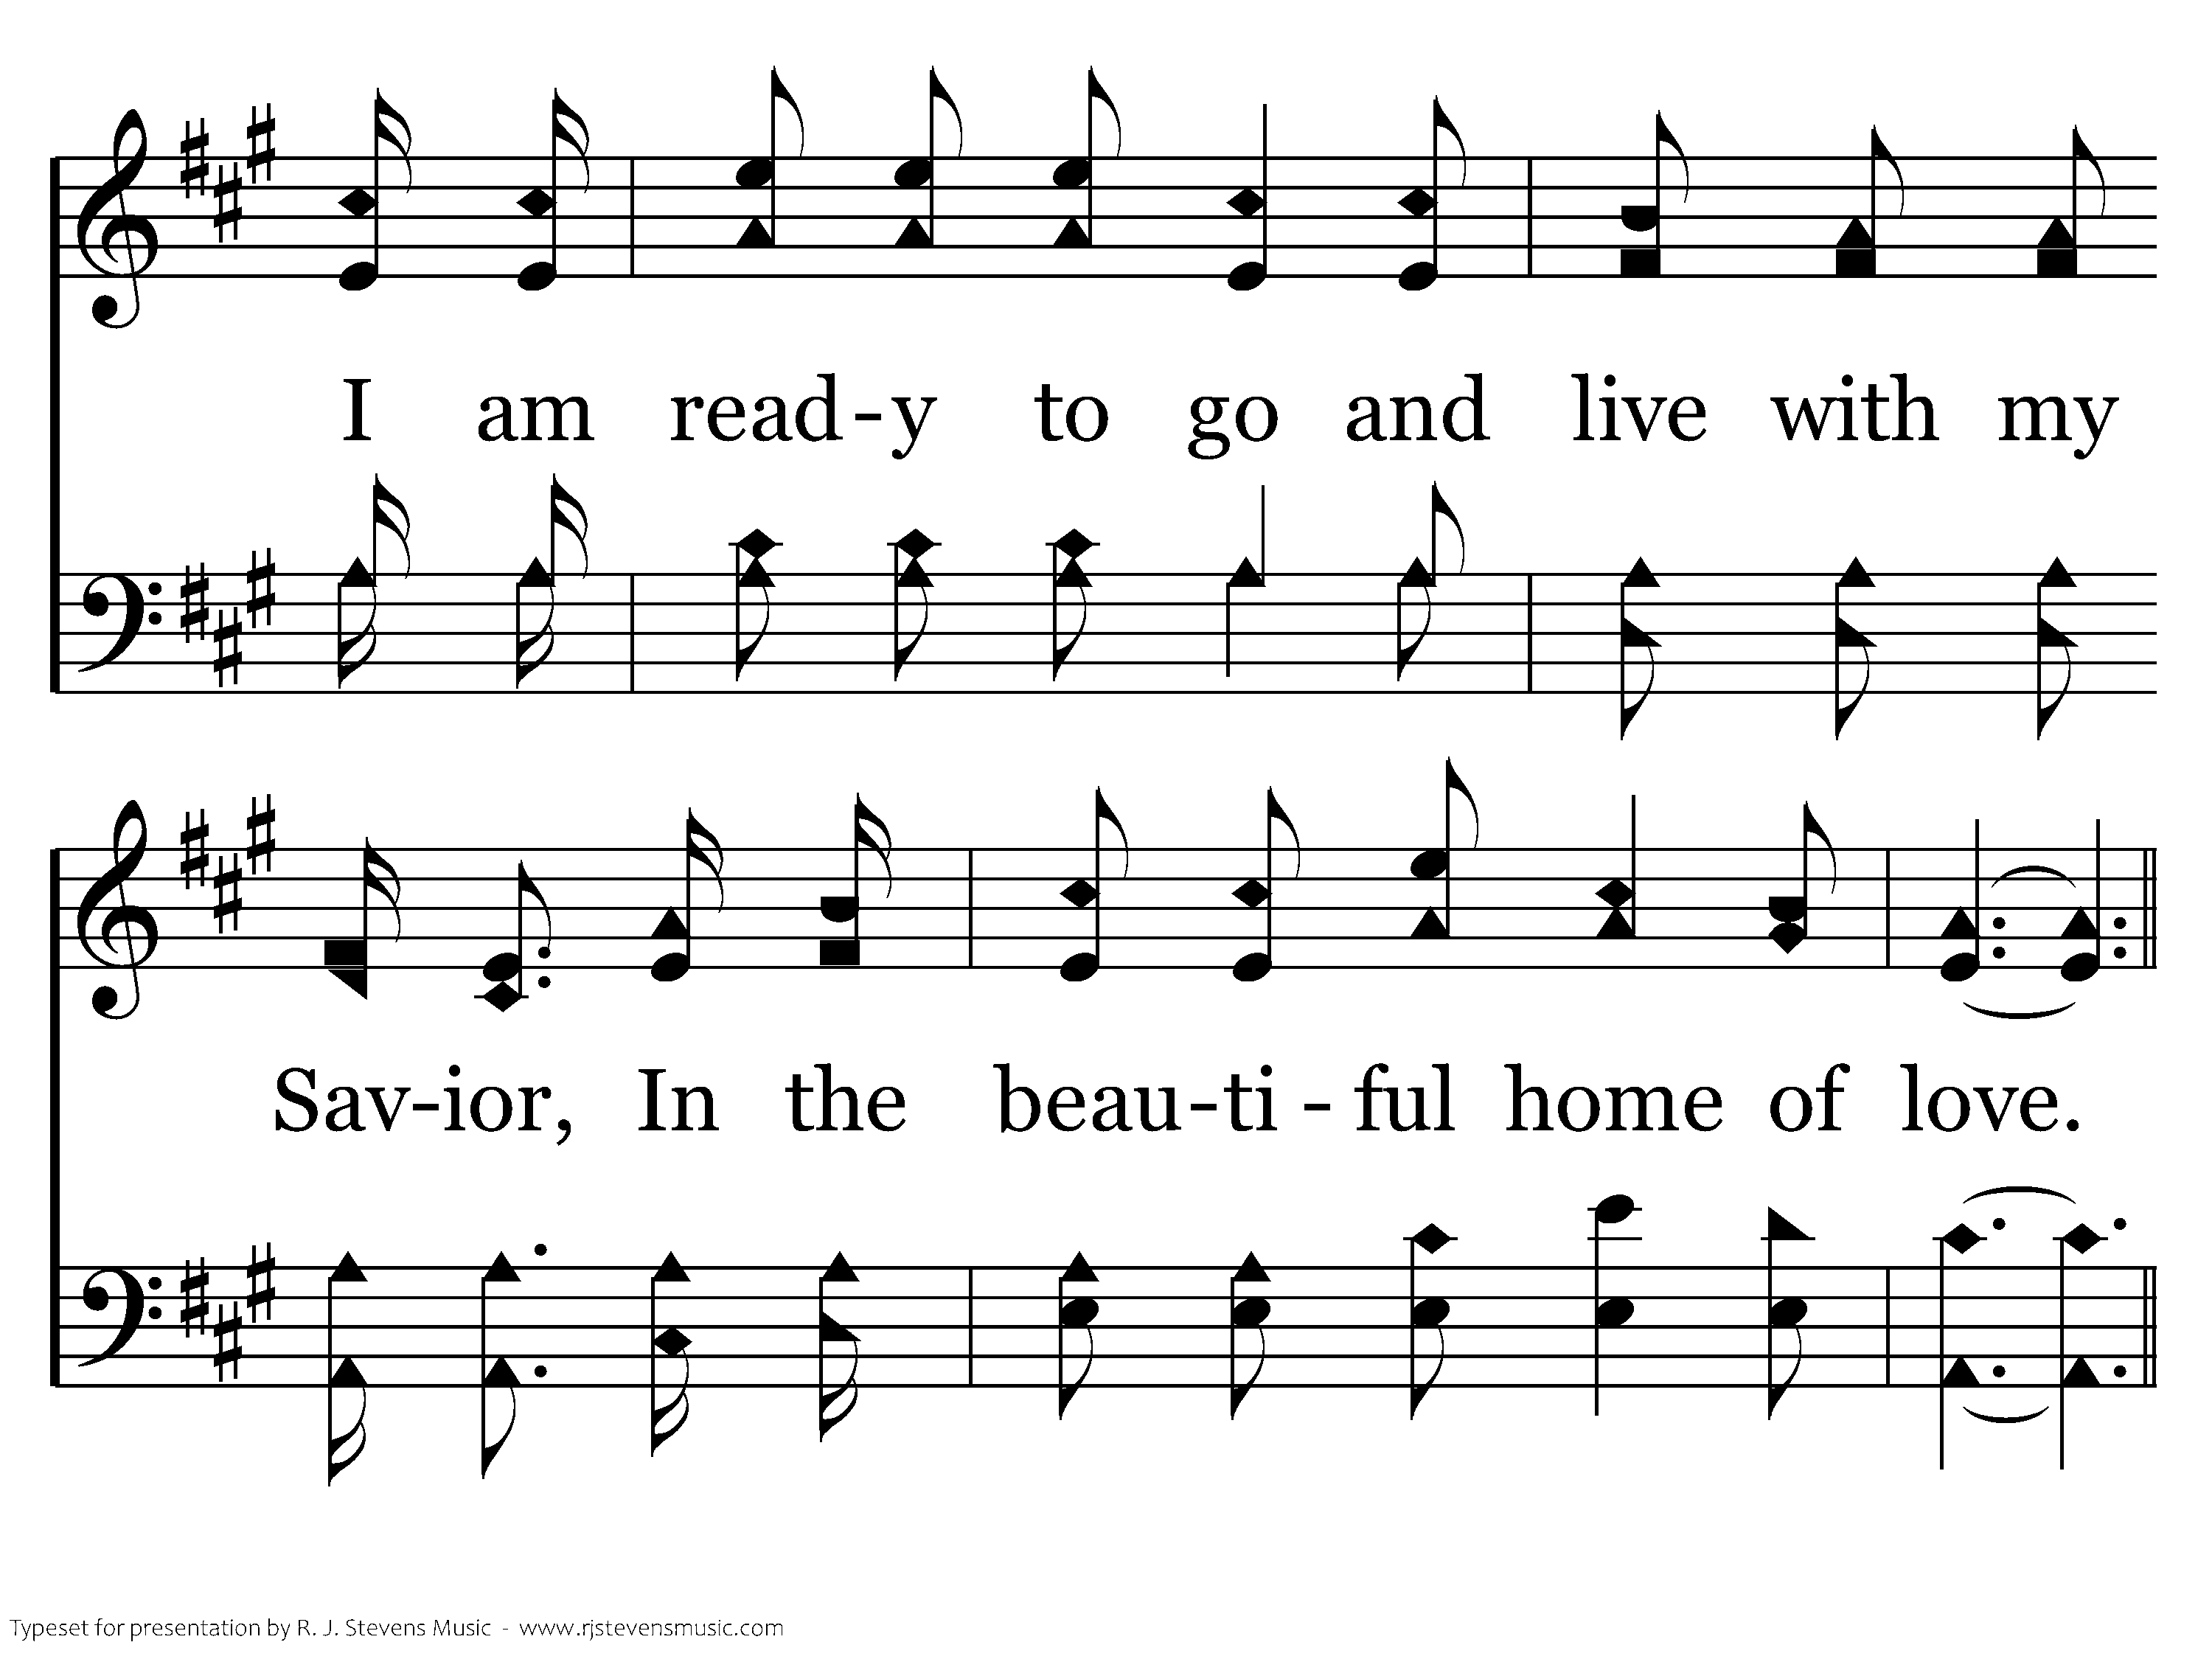 I am read-y to go and live with my
Sav-ior, In the beau-ti-ful home of love.
Typeset for presentation by R. J. Stevens Music - www.rjstevensmusic.com